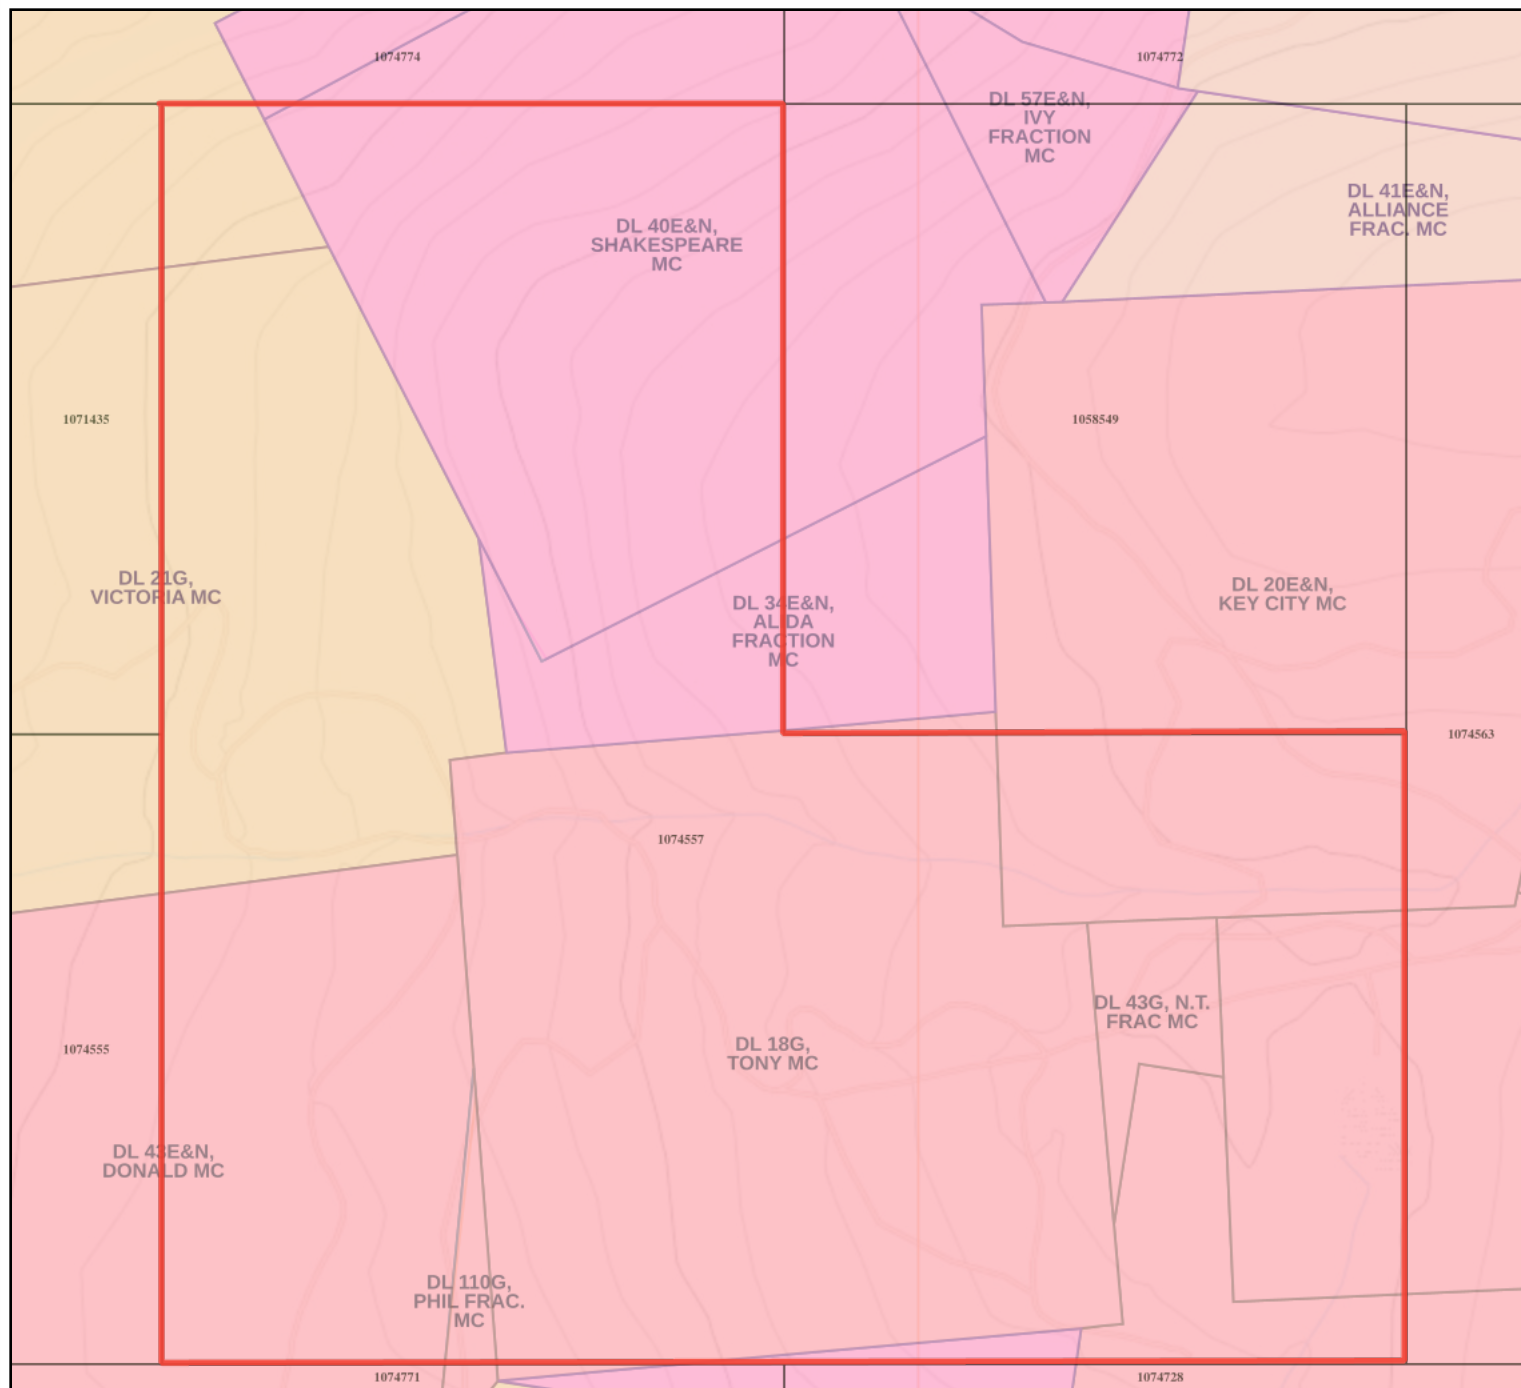 1074774
1074772
DL 57E&N,
IVY
FRACTION
MC
DL 41E&N,
ALLIANCE
FRAC. MC
DL 40E&N,
SHAKESPEARE
MC
1071435
1058549
DL 21G,
VICTORIA MC
DL 34E&N,
ALIDA
FRACTION
MC
DL 20E&N,
KEY CITY MC
1074563
1074557
DL 43G, N.T.
FRAC MC
1074555
DL 18G,
TONY MC
DL 43E&N,
DONALD MC
DL 110G,
PHIL FRAC.
MC
1074771
1074728